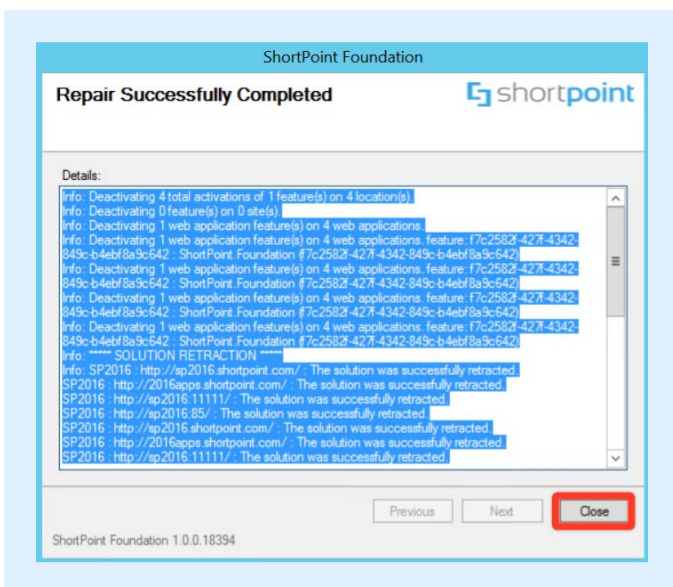 ShortPoint Foundation
Repair Successfully Completed
shortpoint
Details:
Info: Deactivating 4 total activations of 1 feature(s) on 4 location(s).
Info: Deactivating 0 feature(s) on 0 site(s).
Info: Deactivating 1 web application feature(s) on 4 web applications.
Info: Deactivating 1 web application feature(s) on 4 web applications. feature: f7c2582f-427f-4342-
849c-b4ebf8a9c642 : ShortPoint.Foundation (f7c2582f-427f-4342-849c-b4ebf8a9c642)
Info: Deactivating 1 web application feature(s) on 4 web applications. feature: f7c2582f-427f-4342-
849c-b4ebf8a9c642 : ShortPoint.Foundation (f7c2582f-427f-4342-849c-b4ebf8a9c642)
Info: Deactivating 1 web application feature(s) on 4 web applications. feature: f7c2582f-427f-4342-
849c-b4ebf8a9c642 : ShortPoint.Foundation (f7c2582f-427f-4342-849c-b4ebf8a9c642)
Info: Deactivating 1 web application feature(s) on 4 web applications. feature: f7c2582f-427f-4342-
849c-b4ebf8a9c642 : ShortPoint.Foundation (f7c2582f-427f-4342-849c-b4ebf8a9c642)
Info: ***** SOLUTION RETRACTION *****
Info: SP2016 : http://sp2016.shortpoint.com/ : The solution was successfully retracted.
SP2016 : http://2016apps.shortpoint.com/ : The solution was successfully retracted.
SP2016 : http://sp2016:11111/ : The solution was successfully retracted.
SP2016 : http://sp2016:85/ : The solution was successfully retracted.
SP2016 : http://sp2016.shortpoint.com/ : The solution was successfully retracted.
SP2016 : http://2016apps.shortpoint.com/ : The solution was successfully retracted.
SP2016 : http://sp2016:11111/ : The solution was successfully retracted.
Previous Next Close
ShortPoint Foundation 1.0.0.18394